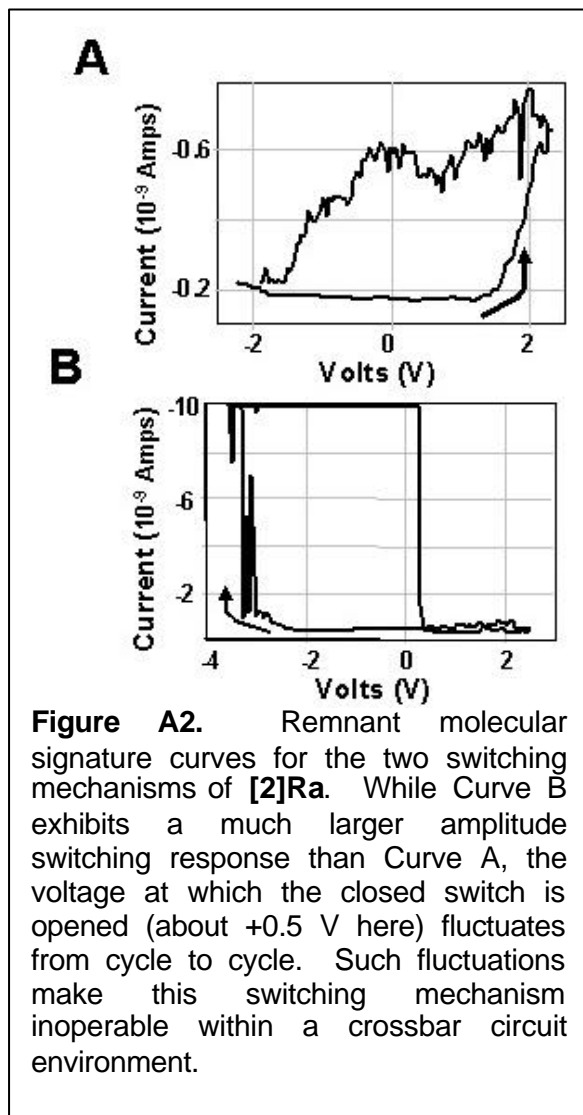 A
Current (10⁻⁹ Amps)
-0.6
-0.2
-2 0 2
Volts (V)
B
Current (10⁻⁹ Amps)
-10
-6
-2
-4 -2 0 2
Volts (V)
Figure A2. Remnant molecular
signature curves for the two switching
mechanisms of [2]Ra. While Curve B
exhibits a much larger amplitude
switching response than Curve A, the
voltage at which the closed switch is
opened (about +0.5 V here) fluctuates
from cycle to cycle. Such fluctuations
make this switching mechanism
inoperable within a crossbar circuit
environment.